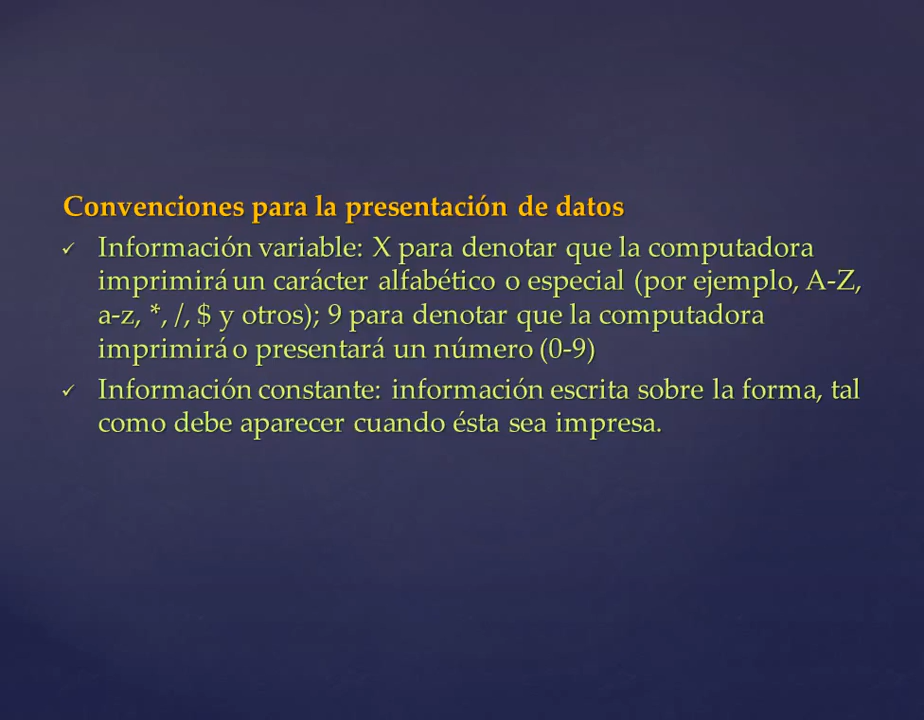 Convenciones para la presentación de datos
✓ Información variable: X para denotar que la computadora
imprimirá un carácter alfabético o especial (por ejemplo, A-Z,
a-z, *, /, $ y otros); 9 para denotar que la computadora
imprimirá o presentará un número (0-9)
✓ Información constante: información escrita sobre la forma, tal
como debe aparecer cuando ésta sea impresa.